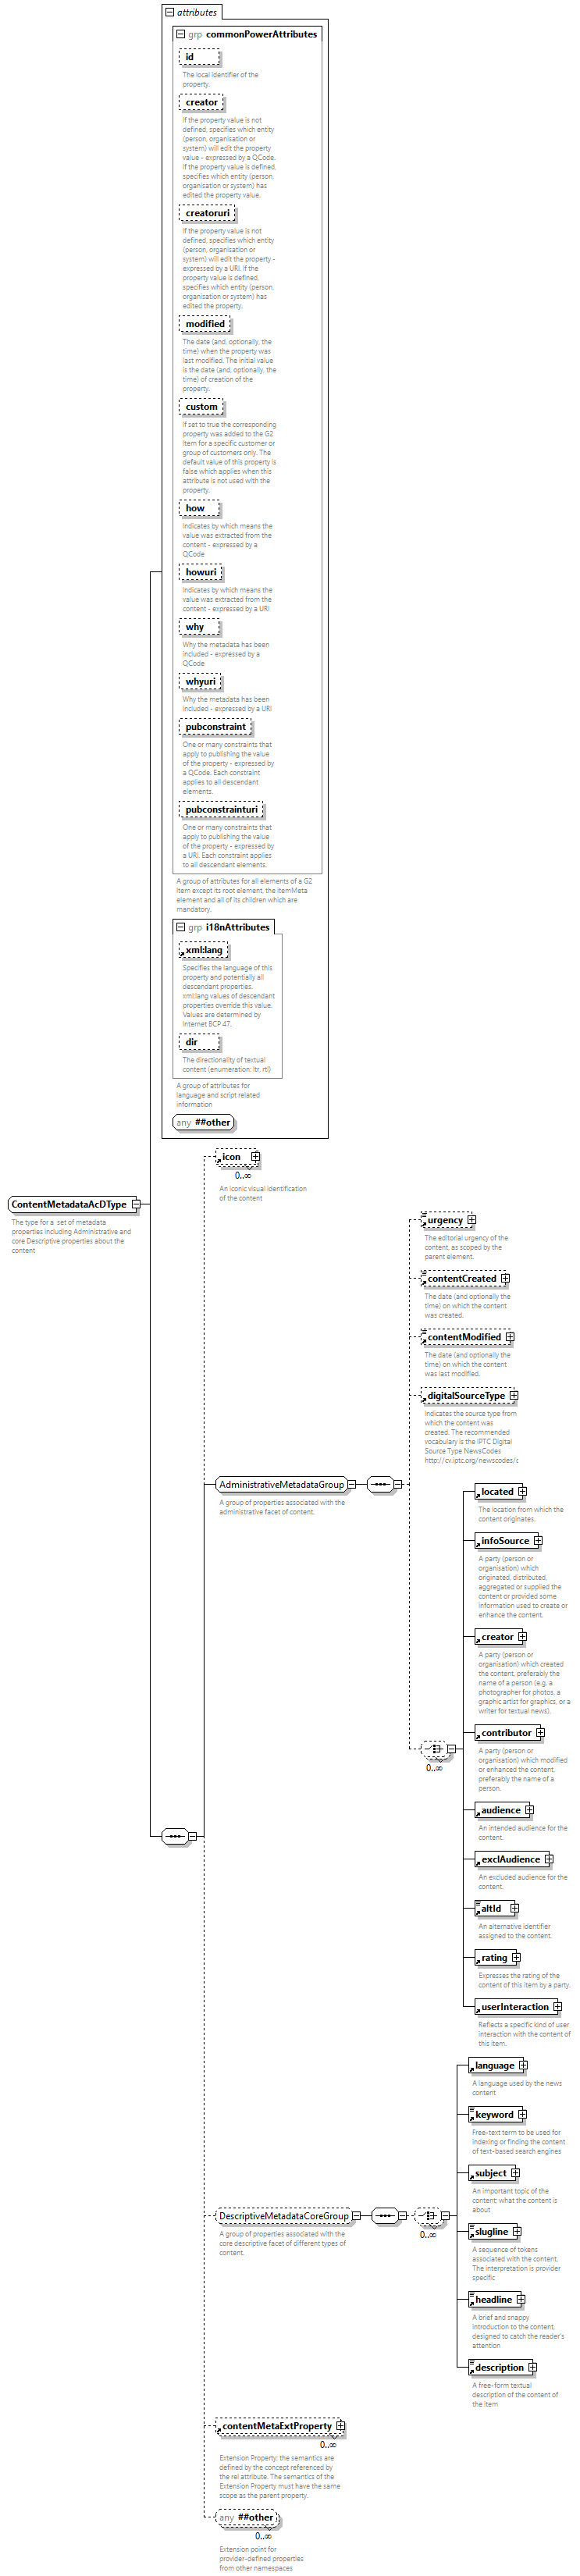 attributes
grp commonPowerAttributes
id
The local identifier of the
property.
creator
If the property value is not
defined, specifies which entity
(person, organisation or
system) will edit the property
value - expressed by a QCode.
If the property value is defined,
specifies which entity (person,
organisation or system) has
edited the property value.
creatoruri
If the property value is not
defined, specifies which entity
(person, organisation or
system) will edit the property -
expressed by a URI. If the
property value is defined,
specifies which entity (person,
organisation or system) has
edited the property.
modified
The date (and, optionally, the
time) when the property was
last modified. The initial value
is the date (and, optionally, the
time) of creation of the
property.
custom
If set to true the corresponding
property was added to the G2
Item for a specific customer or
group of customers only. The
default value of this property is
false which applies when this
attribute is not used with the
property.
how
Indicates by which means the
value was extracted from the
content - expressed by a
QCode
howuri
Indicates by which means the
value was extracted from the
content - expressed by a URI
why
Why the metadata has been
included - expressed by a
QCode
whyuri
Why the metadata has been
included - expressed by a URI
pubconstraint
One or many constraints that
apply to publishing the value
of the property - expressed by
a QCode. Each constraint
applies to all descendant
elements.
pubconstrainturi
One or many constraints that
apply to publishing the value
of the property - expressed by
a URI. Each constraint applies
to all descendant elements.
A group of attributes for all elements of a G2
Item except its root element, the itemMeta
element and all of its children which are
mandatory.
grp i18nAttributes
xml:lang
Specifies the language of this
property and potentially all
descendant properties.
xml:lang values of descendant
properties override this value.
Values are determined by
Internet BCP 47.
dir
The directionality of textual
content (enumeration: ltr, rtl)
A group of attributes for
language and script related
information
any ##other
icon
0..∞
An iconic visual identification
of the content
ContentMetadataAcDType
The type for a  set of metadata
properties including Administrative and
core Descriptive properties about the
content
urgency
The editorial urgency of the
content, as scoped by the
parent element.
contentCreated
The date (and optionally the
time) on which the content
was created.
contentModified
The date (and optionally the
time) on which the content
was last modified.
digitalSourceType
Indicates the source type from
which the content was
created. The recommended
vocabulary is the IPTC Digital
Source Type NewsCodes
http://cv.iptc.org/newscodes/c
AdministrativeMetadataGroup
A group of properties associated with the
administrative facet of content.
located
The location from which the
content originates.
infoSource
A party (person or
organisation) which
originated, distributed,
aggregated or supplied the
content or provided some
information used to create or
enhance the content.
creator
A party (person or
organisation) which created
the content, preferably the
name of a person (e.g. a
photographer for photos, a
graphic artist for graphics, or a
writer for textual news).
contributor
A party (person or
organisation) which modified
or enhanced the content,
preferably the name of a
person.
0..∞
audience
An intended audience for the
content.
exclAudience
An excluded audience for the
content.
altId
An alternative identifier
assigned to the content.
rating
Expresses the rating of the
content of this item by a party.
userInteraction
Reflects a specific kind of user
interaction with the content of
this item.
language
A language used by the news
content
keyword
Free-text term to be used for
indexing or finding the content
of text-based search engines
subject
An important topic of the
content; what the content is
about
DescriptiveMetadataCoreGroup
0..∞
A group of properties associated with the
core descriptive facet of different types of
content.
slugline
A sequence of tokens
associated with the content.
The interpretation is provider
specific
headline
A brief and snappy
introduction to the content,
designed to catch the reader's
attention
description
A free-form textual
description of the content of
the item
contentMetaExtProperty
0..∞
Extension Property: the semantics are
defined by the concept referenced by
the rel attribute. The semantics of the
Extension Property must have the same
scope as the parent property.
any ##other
0..∞
Extension point for
provider-defined properties
from other namespaces